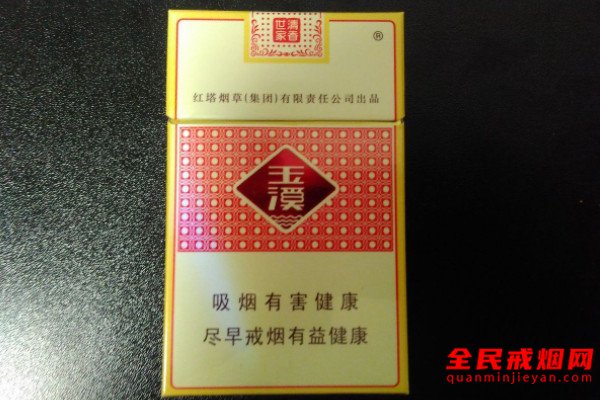 清香
世家
®
红塔烟草(集团)有限责任公司出品
玉溪
吸烟有害健康
尽早戒烟有益健康
全民戒烟网
quanminjieyan.com